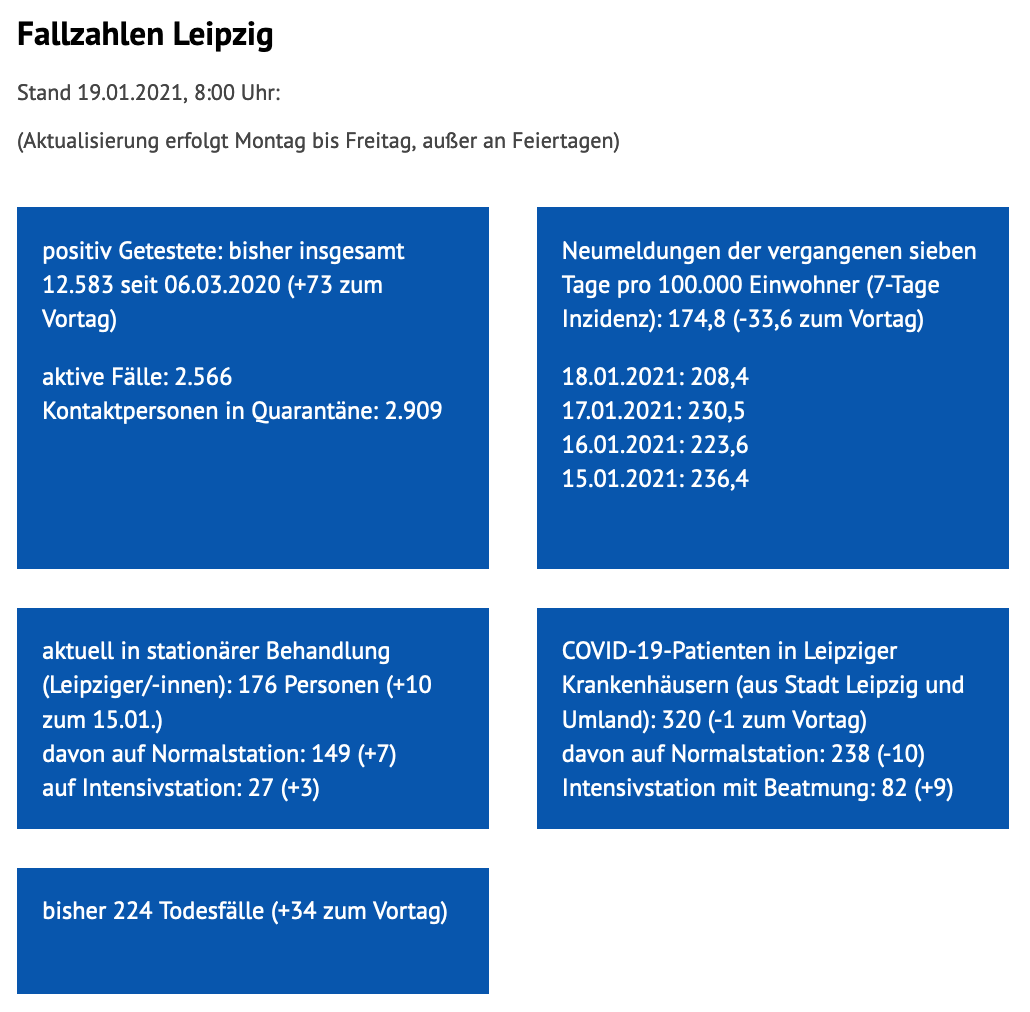 Fallzahlen Leipzig
Stand 19.01.2021, 8:00 Uhr:
(Aktualisierung erfolgt Montag bis Freitag, außer an Feiertagen)
positiv Getestete: bisher insgesamt
12.583 seit 06.03.2020 (+73 zum
Vortag)
aktive Fälle: 2.566
Kontaktpersonen in Quarantäne: 2.909
Neumeldungen der vergangenen sieben
Tage pro 100.000 Einwohner (7-Tage
Inzidenz): 174,8 (-33,6 zum Vortag)
18.01.2021: 208,4
17.01.2021: 230,5
16.01.2021: 223,6
15.01.2021: 236,4
aktuell in stationärer Behandlung
(Leipziger/-innen): 176 Personen (+10
zum 15.01.)
davon auf Normalstation: 149 (+7)
auf Intensivstation: 27 (+3)
COVID-19-Patienten in Leipziger
Krankenhäusern (aus Stadt Leipzig und
Umland): 320 (-1 zum Vortag)
davon auf Normalstation: 238 (-10)
Intensivstation mit Beatmung: 82 (+9)
bisher 224 Todesfälle (+34 zum Vortag)